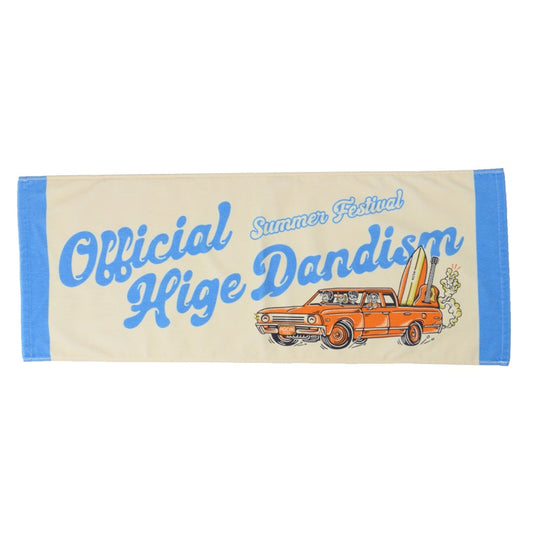 Official
Summer Festival
Hige Dandism